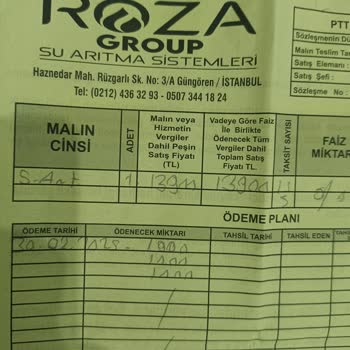 ROZA
GROUP
SU ARITMA SİSTEMLERİ
Haznedar Mah. Rüzgarlı Sk. No: 3/A Güngören / İSTANBUL
Tel: (0212) 436 32 93 - 0507 344 18 24
PTT
Sözleşmenin Dü
Malın Teslim Tar
Satış Elemanı :
Satış Şefi :
Sözleşme No :
MALIN CİNSİ
ADET
Malın veya Hizmetin Vergiler Dahil Peşin Satış Fiyatı (TL)
Vadeye Göre Faiz İle Birlikte Ödenecek Tüm Vergiler Dahil Toplam Satış Fiyatı TL.
TAKSİT SAYISI
FAİZ MİKTAR
1
ÖDEME PLANI
ÖDEME TARİHİ
ÖDENECEK MİKTARI
TAHSİL TARİHİ
TAHSİL EDEN